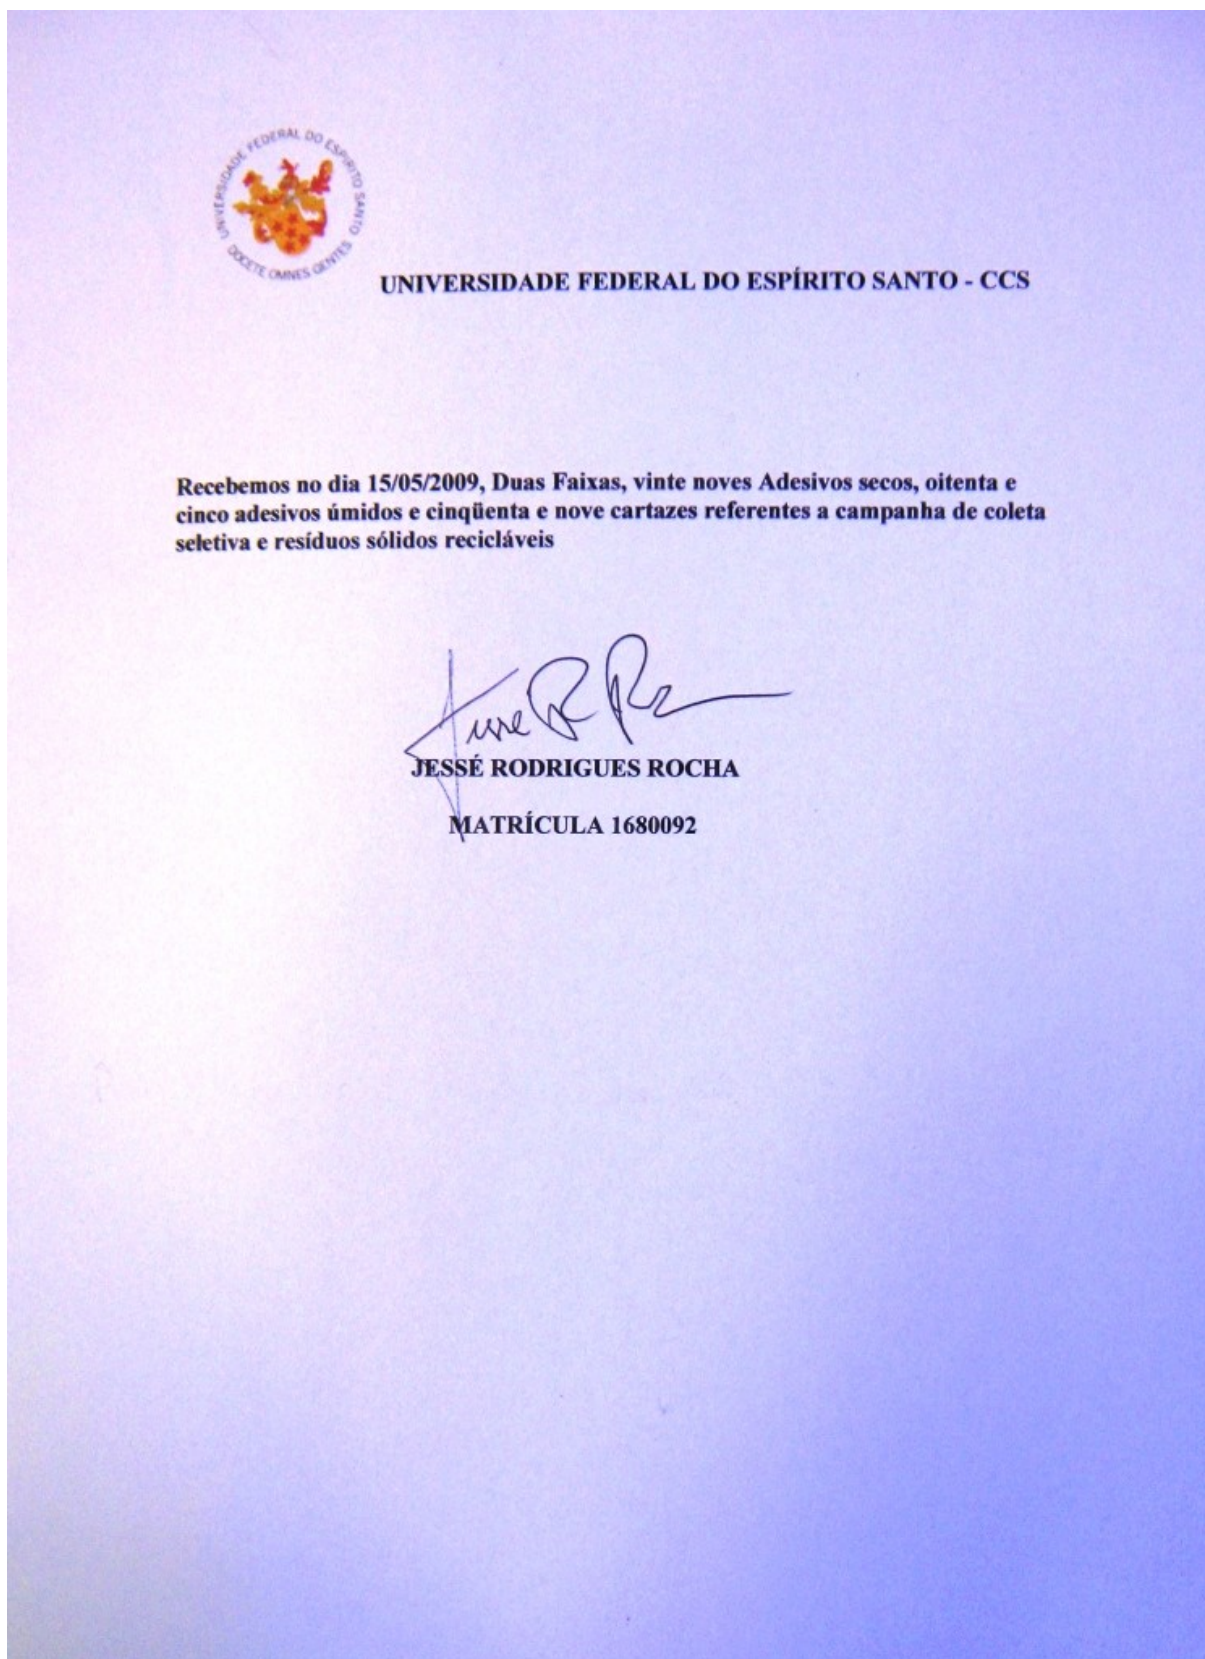 UNIVERSIDADE FEDERAL DO ESPÍRITO SANTO
DOCETE OMNES GENTES
UNIVERSIDADE FEDERAL DO ESPÍRITO SANTO - CCS
Recebemos no dia 15/05/2009, Duas Faixas, vinte noves Adesivos secos, oitenta e
cinco adesivos úmidos e cinqüenta e nove cartazes referentes a campanha de coleta
seletiva e resíduos sólidos recicláveis
JESSÉ RODRIGUES ROCHA
MATRÍCULA 1680092